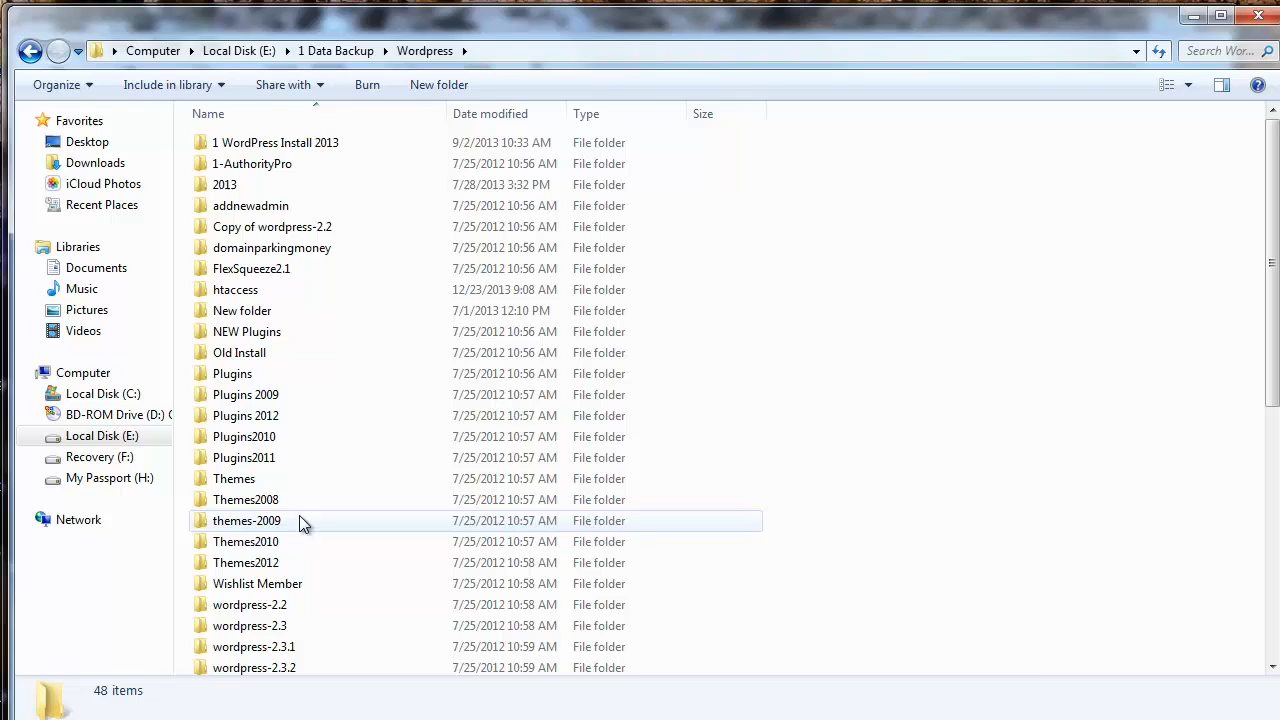 Computer Local Disk (E:) 1 Data Backup Wordpress Search Wor...
Organize Include in library Share with Burn New folder
Name Date modified Type Size
Favorites
Desktop
Downloads
iCloud Photos
Recent Places
Libraries
Documents
Music
Pictures
Videos
Computer
Local Disk (C:)
BD-ROM Drive (D:) C
Local Disk (E:)
Recovery (F:)
My Passport (H:)
Network
1 WordPress Install 2013 9/2/2013 10:33 AM File folder
1-AuthorityPro 7/25/2012 10:56 AM File folder
2013 7/28/2013 3:32 PM File folder
addnewadmin 7/25/2012 10:56 AM File folder
Copy of wordpress-2.2 7/25/2012 10:56 AM File folder
domainparkingmoney 7/25/2012 10:56 AM File folder
FlexSqueeze2.1 7/25/2012 10:56 AM File folder
htaccess 12/23/2013 9:08 AM File folder
New folder 7/1/2013 12:10 PM File folder
NEW Plugins 7/25/2012 10:56 AM File folder
Old Install 7/25/2012 10:56 AM File folder
Plugins 7/25/2012 10:56 AM File folder
Plugins 2009 7/25/2012 10:57 AM File folder
Plugins 2012 7/25/2012 10:57 AM File folder
Plugins2010 7/25/2012 10:57 AM File folder
Plugins2011 7/25/2012 10:57 AM File folder
Themes 7/25/2012 10:57 AM File folder
Themes2008 7/25/2012 10:57 AM File folder
themes-2009 7/25/2012 10:57 AM File folder
Themes2010 7/25/2012 10:57 AM File folder
Themes2012 7/25/2012 10:58 AM File folder
Wishlist Member 7/25/2012 10:58 AM File folder
wordpress-2.2 7/25/2012 10:58 AM File folder
wordpress-2.3 7/25/2012 10:58 AM File folder
wordpress-2.3.1 7/25/2012 10:59 AM File folder
wordpress-2.3.2 7/25/2012 10:59 AM File folder
48 items